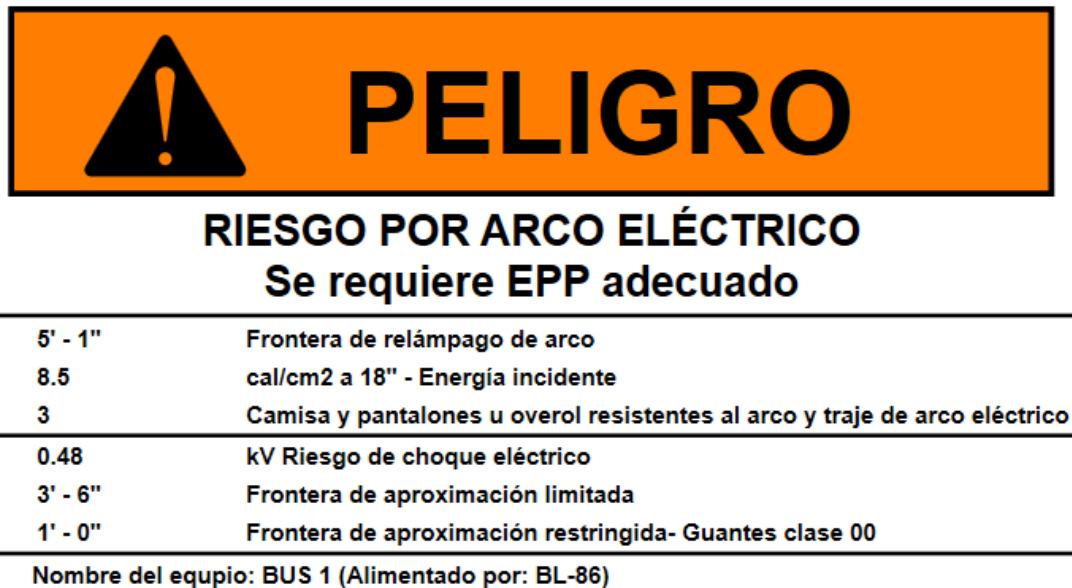 PELIGRO
RIESGO POR ARCO ELÉCTRICO
Se requiere EPP adecuado
5' - 1" Frontera de relámpago de arco
8.5 cal/cm2 a 18" - Energía incidente
3 Camisa y pantalones u overol resistentes al arco y traje de arco eléctrico
0.48 kV Riesgo de choque eléctrico
3' - 6" Frontera de aproximación limitada
1' - 0" Frontera de aproximación restringida- Guantes clase 00
Nombre del equpio: BUS 1 (Alimentado por: BL-86)